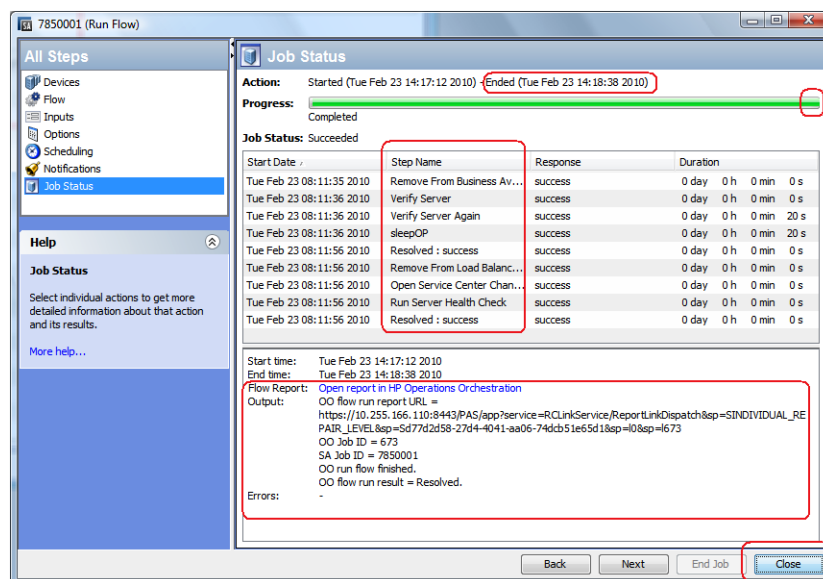 7850001 (Run Flow)
All Steps
Devices
Flow
Inputs
Options
Scheduling
Notifications
Job Status
Help
Job Status
Select individual actions to get more
detailed information about that action
and its results.
More help...
Job Status
Action: Started (Tue Feb 23 14:17:12 2010) - Ended (Tue Feb 23 14:18:38 2010)
Progress:
Completed
Job Status: Succeeded
Start Date Step Name Response Duration
Tue Feb 23 08:11:35 2010 Remove From Business Av... success 0 day 0 h 0 min 0 s
Tue Feb 23 08:11:36 2010 Verify Server success 0 day 0 h 0 min 0 s
Tue Feb 23 08:11:36 2010 Verify Server Again success 0 day 0 h 0 min 20 s
Tue Feb 23 08:11:36 2010 sleepOP success 0 day 0 h 0 min 20 s
Tue Feb 23 08:11:56 2010 Resolved : success success 0 day 0 h 0 min 0 s
Tue Feb 23 08:11:56 2010 Remove From Load Balanc... success 0 day 0 h 0 min 0 s
Tue Feb 23 08:11:56 2010 Open Service Center Chan... success 0 day 0 h 0 min 0 s
Tue Feb 23 08:11:56 2010 Run Server Health Check success 0 day 0 h 0 min 0 s
Tue Feb 23 08:11:56 2010 Resolved : success success 0 day 0 h 0 min 0 s
Start time: Tue Feb 23 14:17:12 2010
End time: Tue Feb 23 14:18:38 2010
Flow Report: Open report in HP Operations Orchestration
Output: OO flow run report URL =
https://10.255.166.110:8443/PAS/app?service=RCLinkService/ReportLinkDispatch&sp=SINDIVIDUAL_RE
PAIR_LEVEL&sp=Sd77d2d58-27d4-4041-aa06-74dcb51e65d1&sp=l0&sp=l673
OO Job ID = 673
SA Job ID = 7850001
OO run flow finished.
OO flow run result = Resolved.
Errors: -
Back Next End Job Close